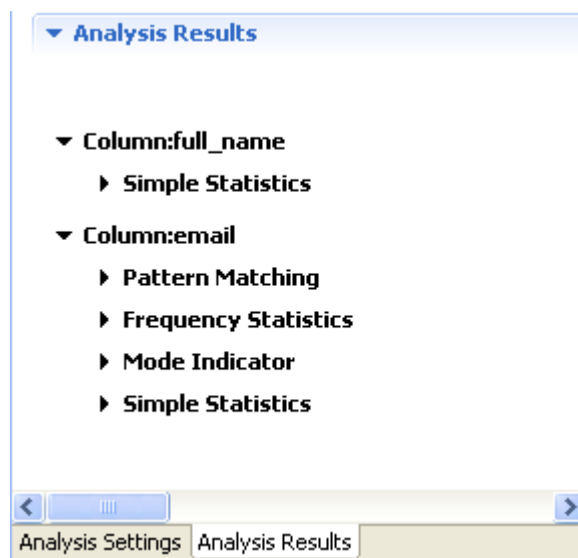 Analysis Results
Column:full_name
Simple Statistics
Column:email
Pattern Matching
Frequency Statistics
Mode Indicator
Simple Statistics
Analysis Settings Analysis Results